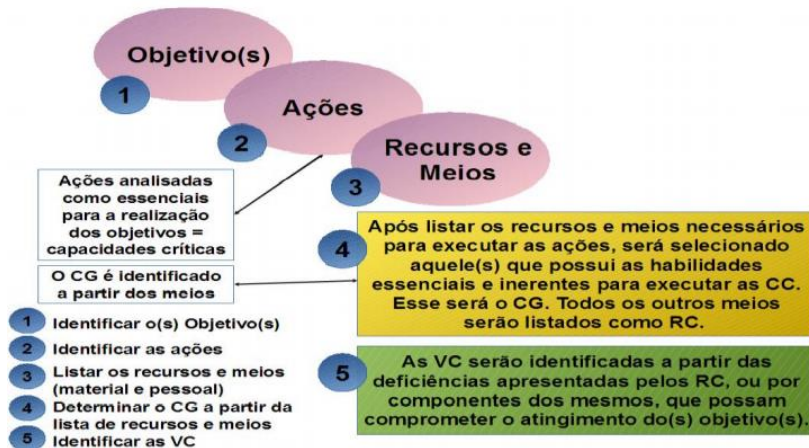 Objetivo(s)
1
Ações
2
Recursos e
Meios
3
Ações analisadas
como essenciais
para a realização
dos objetivos =
capacidades críticas
O CG é identificado
a partir dos meios
4
Após listar os recursos e meios necessários
para executar as ações, será selecionado
aquele(s) que possui as habilidades
essenciais e inerentes para executar as CC.
Esse será o CG. Todos os outros meios
serão listados como RC.
5
As VC serão identificadas a partir das
deficiências apresentadas pelos RC, ou por
componentes dos mesmos, que possam
comprometer o atingimento do(s) objetivo(s).
1 Identificar o(s) Objetivo(s)
2 Identificar as ações
3 Listar os recursos e meios
(material e pessoal)
4 Determinar o CG a partir da
lista de recursos e meios
5 Identificar as VC